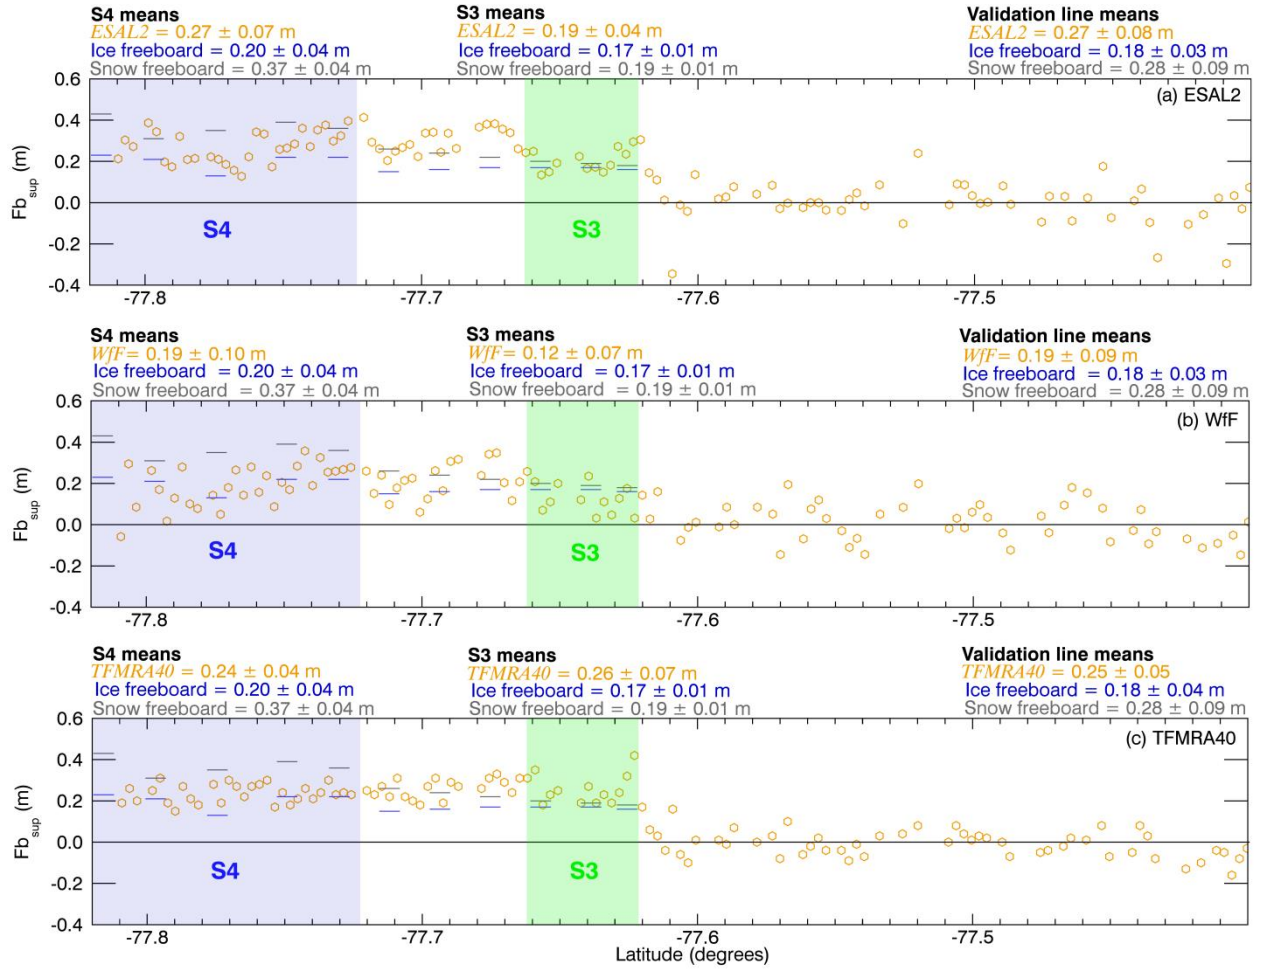 S4 means
ESAL2 = 0.27 ± 0.07 m
Ice freeboard = 0.20 ± 0.04 m
Snow freeboard = 0.37 ± 0.04 m
S3 means
ESAL2 = 0.19 ± 0.04 m
Ice freeboard = 0.17 ± 0.01 m
Snow freeboard = 0.19 ± 0.01 m
Validation line means
ESAL2 = 0.27 ± 0.08 m
Ice freeboard = 0.18 ± 0.03 m
Snow freeboard = 0.28 ± 0.09 m
(a) ESAL2
Fbsup (m)
0.6
0.4
0.2
0.0
-0.2
-0.4
S4
S3
-77.8
-77.7
-77.6
-77.5
S4 means
WfF= 0.19 ± 0.10 m
Ice freeboard = 0.20 ± 0.04 m
Snow freeboard = 0.37 ± 0.04 m
S3 means
WfF= 0.12 ± 0.07 m
Ice freeboard = 0.17 ± 0.01 m
Snow freeboard = 0.19 ± 0.01 m
Validation line means
WfF= 0.19 ± 0.09 m
Ice freeboard = 0.18 ± 0.03 m
Snow freeboard = 0.28 ± 0.09 m
(b) WfF
Fbsup (m)
0.6
0.4
0.2
0.0
-0.2
-0.4
S4
S3
-77.8
-77.7
-77.6
-77.5
S4 means
TFMRA40 = 0.24 ± 0.04 m
Ice freeboard = 0.20 ± 0.04 m
Snow freeboard = 0.37 ± 0.04 m
S3 means
TFMRA40 = 0.26 ± 0.07 m
Ice freeboard = 0.17 ± 0.01 m
Snow freeboard = 0.19 ± 0.01 m
Validation line means
TFMRA40 = 0.25 ± 0.05
Ice freeboard = 0.18 ± 0.04 m
Snow freeboard = 0.28 ± 0.09 m
(c) TFMRA40
Fbsup (m)
0.6
0.4
0.2
0.0
-0.2
-0.4
S4
S3
-77.8
-77.7
-77.6
-77.5
Latitude (degrees)